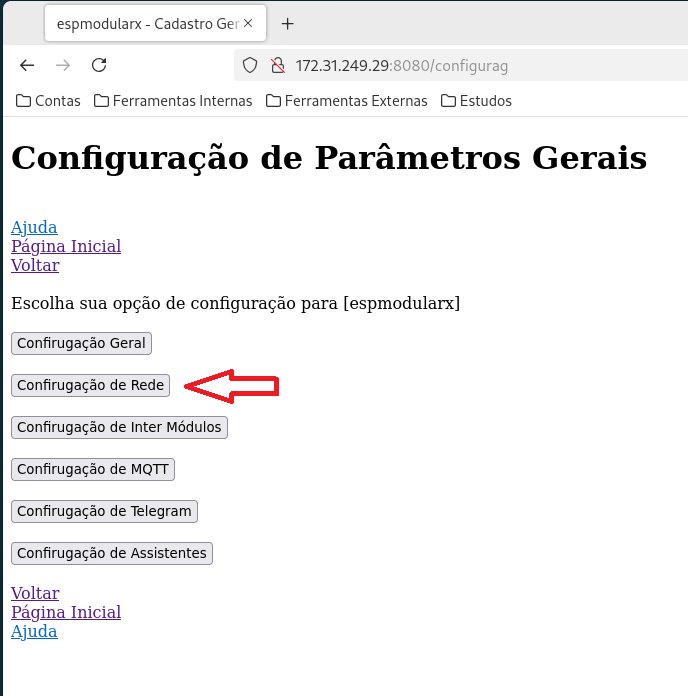 espmodularx - Cadastro Ger
172.31.249.29:8080/configurag
Contas Ferramentas Internas Ferramentas Externas Estudos
Configuração de Parâmetros Gerais
Ajuda
Página Inicial
Voltar
Escolha sua opção de configuração para [espmodularx]
Confirugação Geral
Confirugação de Rede
Confirugação de Inter Módulos
Confirugação de MQTT
Confirugação de Telegram
Confirugação de Assistentes
Voltar
Página Inicial
Ajuda